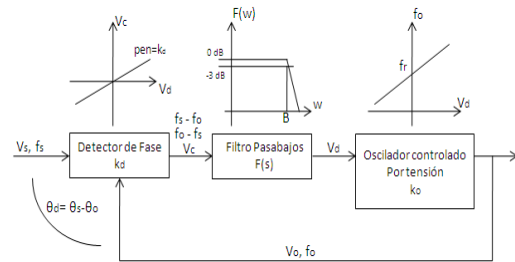 Vc
F(w)
fo
pen=kd
0 dB
-3 dB
fr
Vd
B
w
Vd
fs - fo
fo - fs
Vs, fs
Detector de Fase
kd
Vc
Filtro Pasabajos
F(s)
Vd
Oscilador controlado
Por tensión
ko
θd= θs-θo
Vo, fo